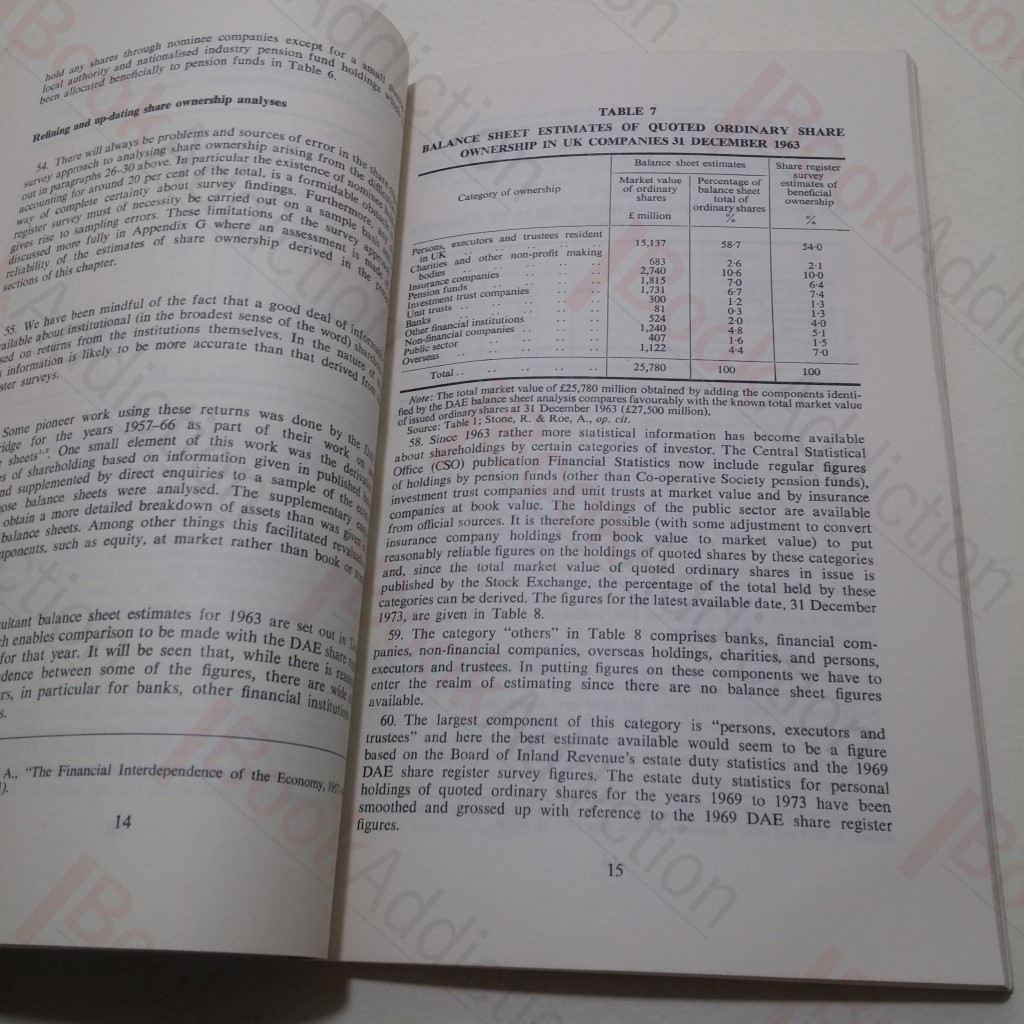 hold any shares through nominee companies except for a small
local authority and nationalised industry pension fund holdings which
been allocated beneficially to pension funds in Table 6.
Refining and up-dating share ownership analyses
54. There will always be problems and sources of error in the share
survey approach to analysing share ownership arising from the
out in paragraphs 26–30 above. In particular the existence of nominee
accounting for around 20 per cent of the total, is a formidable
way of complete certainty about survey findings. Furthermore, any
register survey must of necessity be carried out on a sample basis
gives rise to sampling errors. These limitations of the survey
discussed more fully in Appendix G where an assessment is made
reliability of the estimates of share ownership derived in the
sections of this chapter.
55. We have been mindful of the fact that a good deal of
about institutional (in the broadest sense of the word)
on returns from the institutions themselves. In the nature of
information is likely to be more accurate than that derived from
surveys.
Some pioneer work using these returns was done by the
for the years 1957–66 as part of their work on
sheets¹,². One small element of this work was the
of shareholding based on information given in published
supplemented by direct enquiries to a sample of the
balance sheets were analysed. The supplementary
obtain a more detailed breakdown of assets than was given
balance sheets. Among other things this facilitated
such as equity, at market rather than book or
balance sheet estimates for 1963 are set out in
enables comparison to be made with the DAE share
for that year. It will be seen that, while there is
between some of the figures, there are wide
in particular for banks, other financial
A., "The Financial Interdependence of the Economy,
14
TABLE 7
BALANCE SHEET ESTIMATES OF QUOTED ORDINARY SHARE
OWNERSHIP IN UK COMPANIES 31 DECEMBER 1963
Category of ownership
Balance sheet estimates
Market value
of ordinary
shares
£ million
Percentage of
balance sheet
total of
ordinary shares
%
Share register
survey
estimates of
beneficial
ownership
%
Persons, executors and trustees resident
in UK .. .. .. .. .. 15,137 58·7 54·0
Charities and other non-profit making
bodies .. .. .. .. 683 2·6 2·1
Insurance companies .. .. .. 2,740 10·6 10·0
Pension funds .. .. .. .. 1,815 7·0 6·4
Investment trust companies .. .. 1,731 6·7 7·4
Unit trusts .. .. .. .. 300 1·2 1·3
Banks .. .. .. .. 81 0·3 1·3
Other financial institutions .. .. 524 2·0 4·0
Non-financial companies .. .. .. 1,240 4·8 5·1
Public sector .. .. .. .. 407 1·6 1·5
Overseas .. .. .. .. 1,122 4·4 7·0
Total .. .. .. .. .. 25,780 100 100
Note: The total market value of £25,780 million obtained by adding the components identi-
fied by the DAE balance sheet analysis compares favourably with the known total market value
of issued ordinary shares at 31 December 1963 (£27,500 million).
Source: Table 1; Stone, R. & Roe, A., op. cit.
58. Since 1963 rather more statistical information has become available
about shareholdings by certain categories of investor. The Central Statistical
Office (CSO) publication Financial Statistics now include regular figures
of holdings by pension funds (other than Co-operative Society pension funds),
investment trust companies and unit trusts at market value and by insurance
companies at book value. The holdings of the public sector are available
from official sources. It is therefore possible (with some adjustment to convert
insurance company holdings from book value to market value) to put
reasonably reliable figures on the holdings of quoted shares by these categories
and, since the total market value of quoted ordinary shares in issue is
published by the Stock Exchange, the percentage of the total held by these
categories can be derived. The figures for the latest available date, 31 December
1973, are given in Table 8.
59. The category "others" in Table 8 comprises banks, financial com-
panies, non-financial companies, overseas holdings, charities, and persons,
executors and trustees. In putting figures on these components we have to
enter the realm of estimating since there are no balance sheet figures
available.
60. The largest component of this category is "persons, executors and
trustees" and here the best estimate available would seem to be a figure
based on the Board of Inland Revenue's estate duty statistics and the 1969
DAE share register survey figures. The estate duty statistics for personal
holdings of quoted ordinary shares for the years 1969 to 1973 have been
smoothed and grossed up with reference to the 1969 DAE share register
figures.
15
BookAddiction